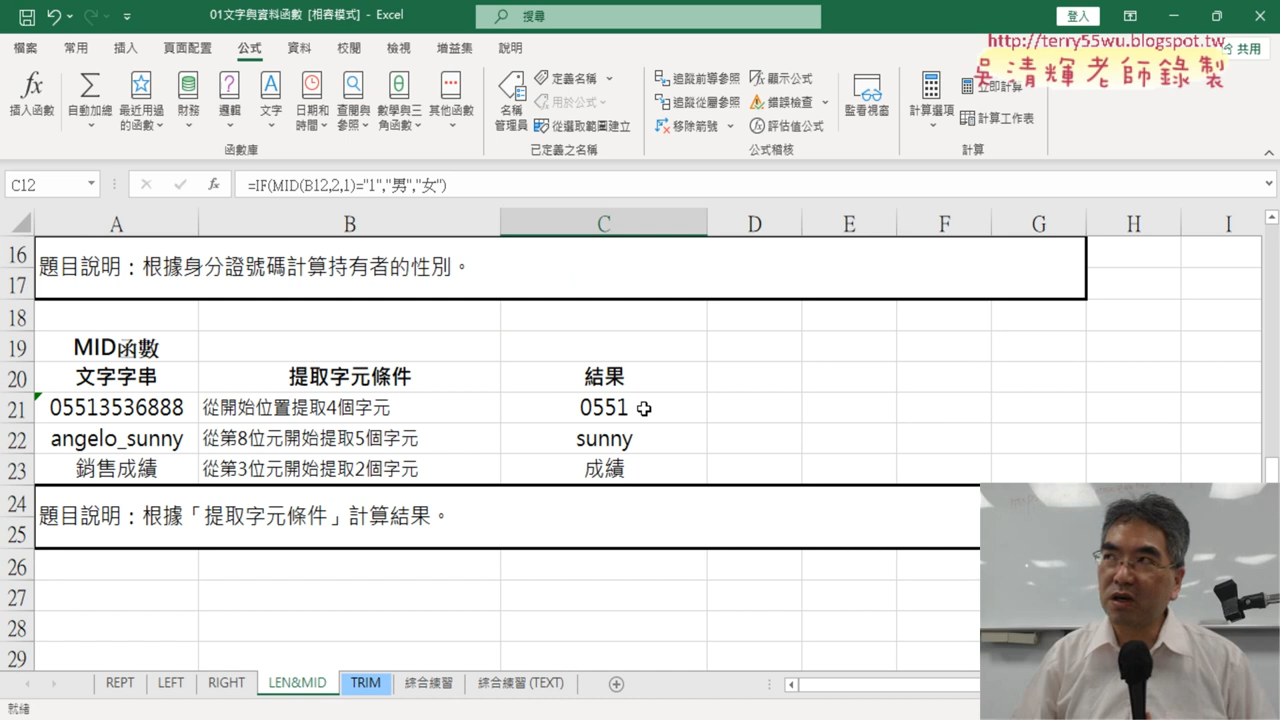 01文字與資料函數 [相容模式] - Excel
搜尋
登入
檔案 常用 插入 頁面配置 公式 資料 校閱 檢視 增益集 說明
共用
http://terry55wu.blogspot.tw
吳清輝老師錄製
插入函數
自動加總
最近用過的函數
財務
邏輯
文字
日期和時間
查閱與參照
數學與三角函數
其他函數
函數庫
名稱管理員
定義名稱
用於公式
從選取範圍建立
已定義之名稱
追蹤前導參照
追蹤從屬參照
移除箭號
顯示公式
錯誤檢查
評估值公式
公式稽核
監看視窗
計算選項
立即計算
計算工作表
計算
C12
fx
=IF(MID(B12,2,1)="1","男","女")
A B C D E F G H I
16
題目說明：根據身分證號碼計算持有者的性別。
17
18
19 MID函數
20 文字字串 提取字元條件 結果
21 05513536888 從開始位置提取4個字元 0551
22 angelo_sunny 從第8位元開始提取5個字元 sunny
23 銷售成績 從第3位元開始提取2個字元 成績
24
題目說明：根據「提取字元條件」計算結果。
25
26
27
28
29
REPT LEFT RIGHT LEN&MID TRIM 綜合練習 綜合練習 (TEXT)
就緒